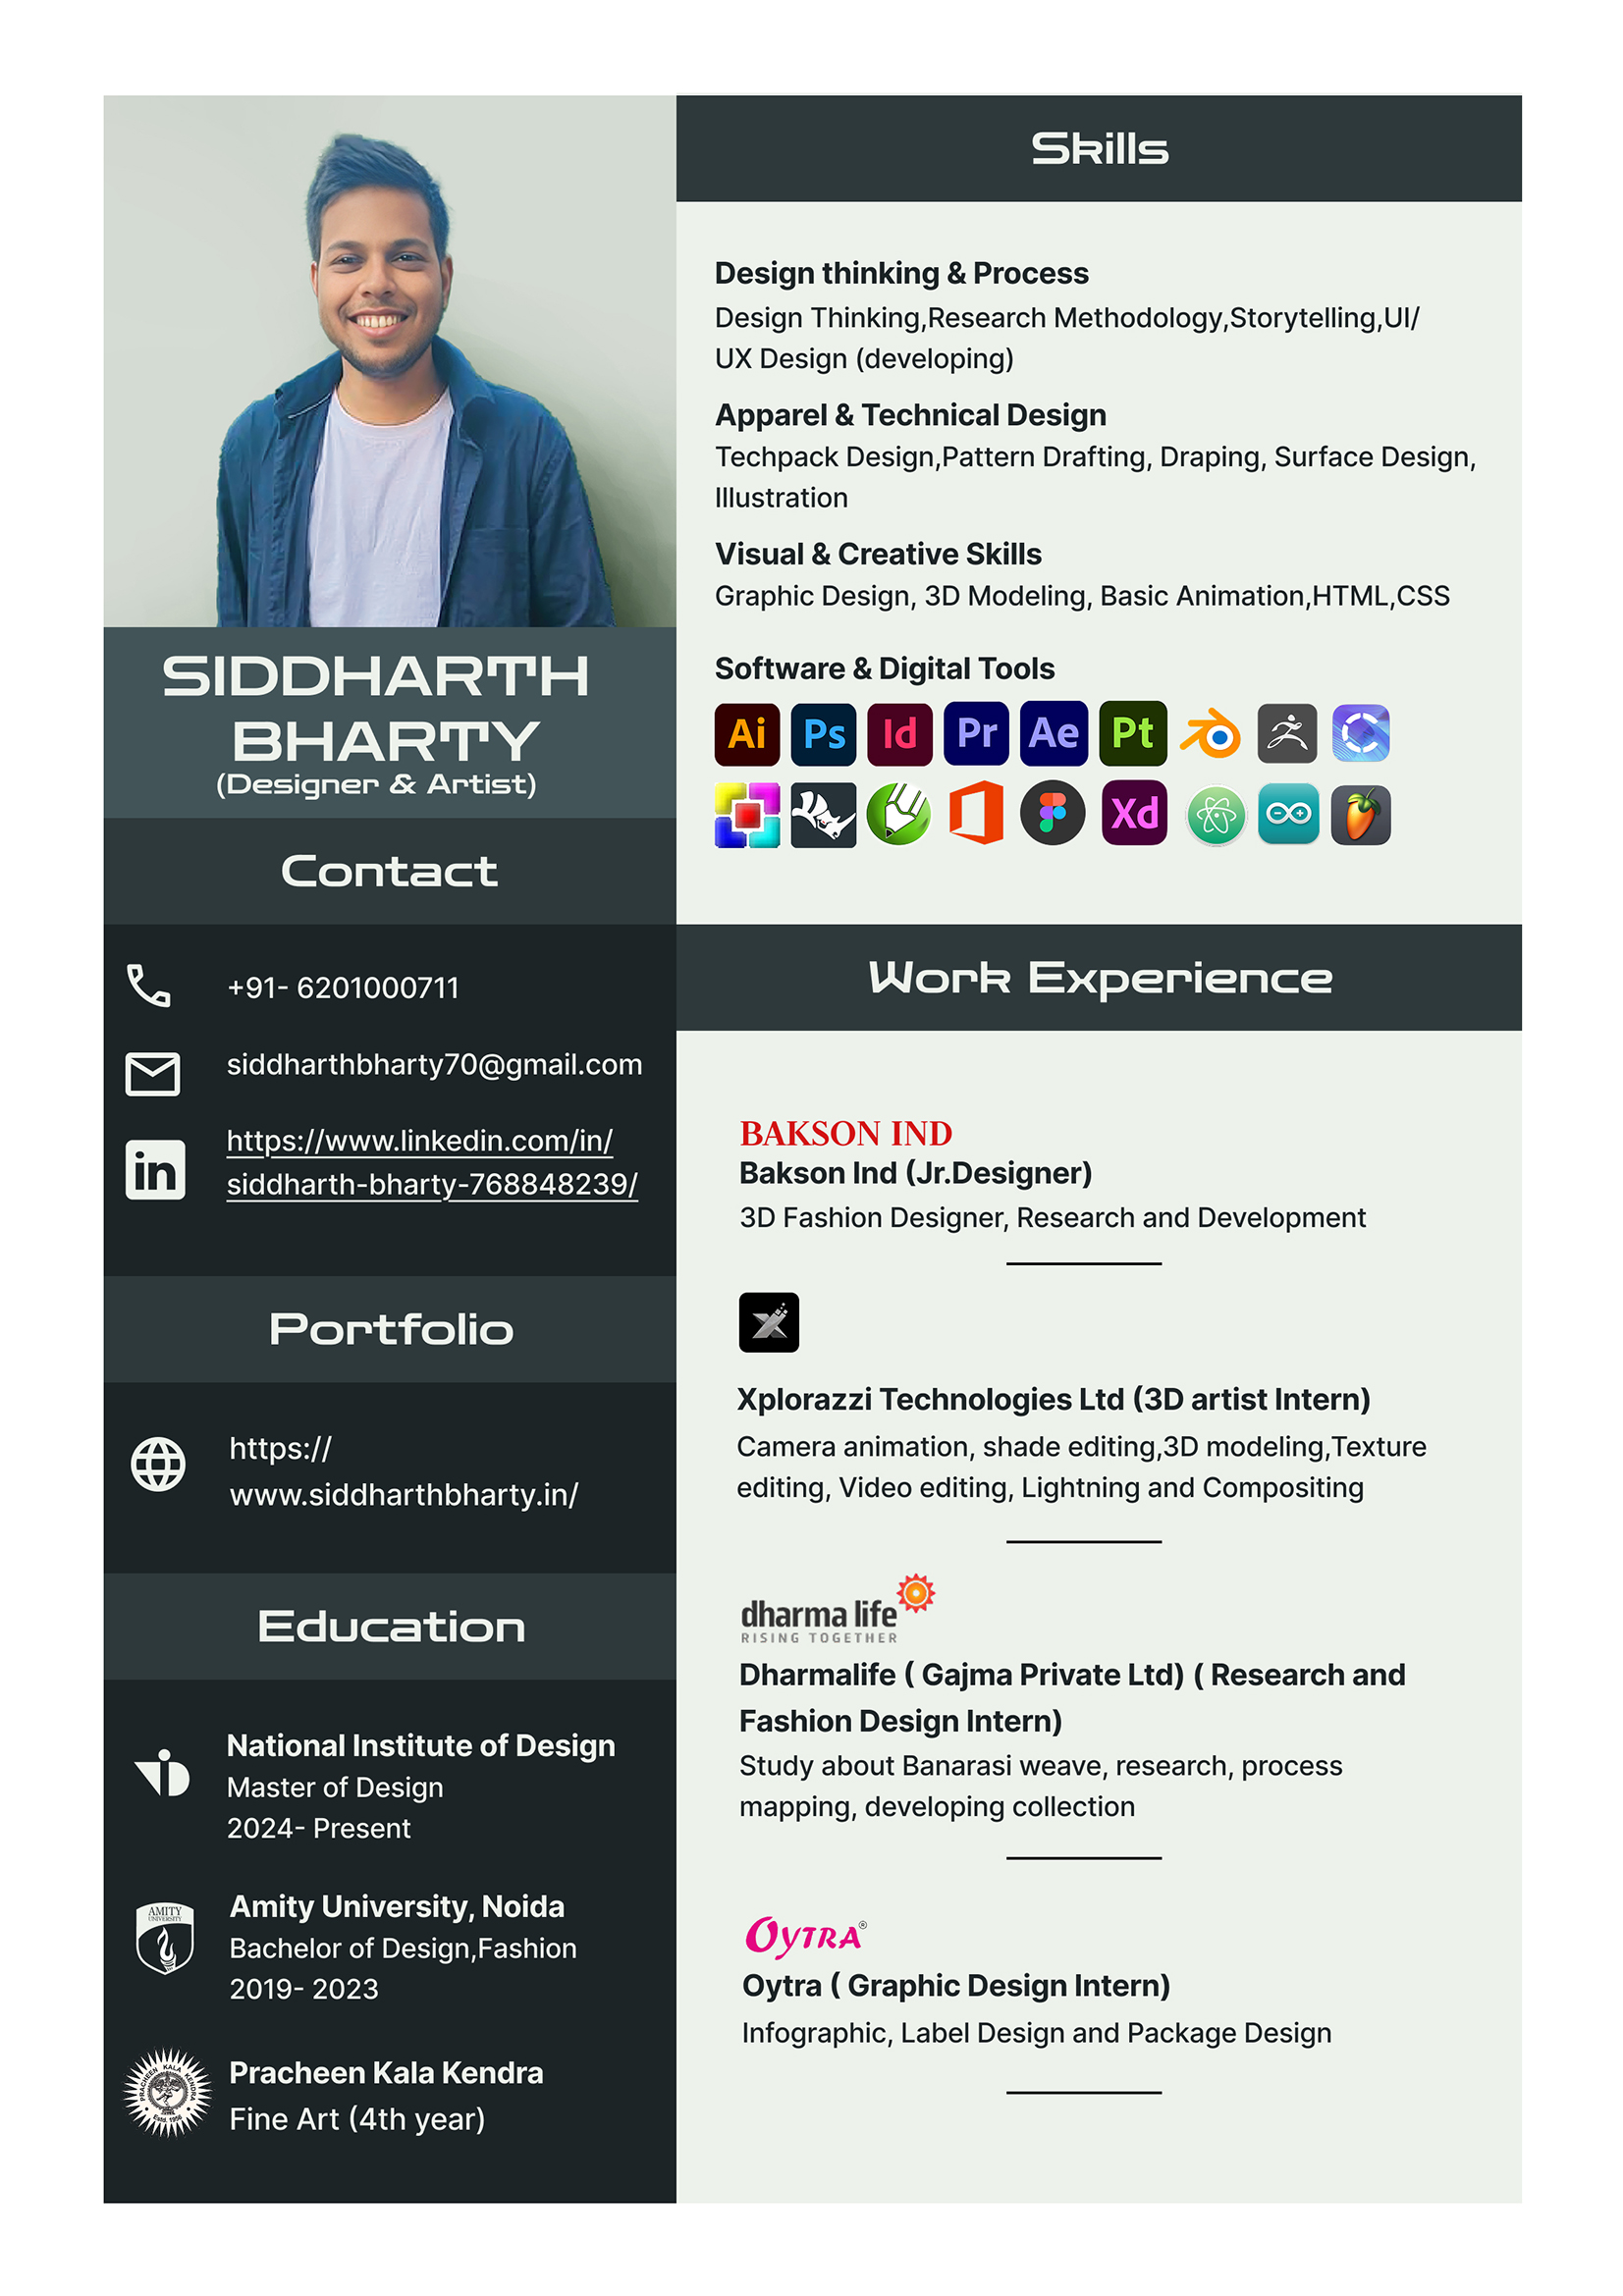 SIDDHARTH
BHARTY
(Designer & Artist)
Contact
+91- 6201000711
siddharthbharty70@gmail.com
https://www.linkedin.com/in/
siddharth-bharty-768848239/
Portfolio
https://
www.siddharthbharty.in/
Education
National Institute of Design
Master of Design
2024- Present
AMITY
UNIVERSITY
Amity University, Noida
Bachelor of Design,Fashion
2019- 2023
PRACHEEN KALA KENDRA
Estd. 1956
Pracheen Kala Kendra
Fine Art (4th year)
Skills
Design thinking & Process
Design Thinking,Research Methodology,Storytelling,UI/
UX Design (developing)
Apparel & Technical Design
Techpack Design,Pattern Drafting, Draping, Surface Design,
Illustration
Visual & Creative Skills
Graphic Design, 3D Modeling, Basic Animation,HTML,CSS
Software & Digital Tools
Ai Ps Id Pr Ae Pt
Xd
Work Experience
BAKSON IND
Bakson Ind (Jr.Designer)
3D Fashion Designer, Research and Development
Xplorazzi Technologies Ltd (3D artist Intern)
Camera animation, shade editing,3D modeling,Texture
editing, Video editing, Lightning and Compositing
dharma life
RISING TOGETHER
Dharmalife ( Gajma Private Ltd) ( Research and
Fashion Design Intern)
Study about Banarasi weave, research, process
mapping, developing collection
OYTRA®
Oytra ( Graphic Design Intern)
Infographic, Label Design and Package Design